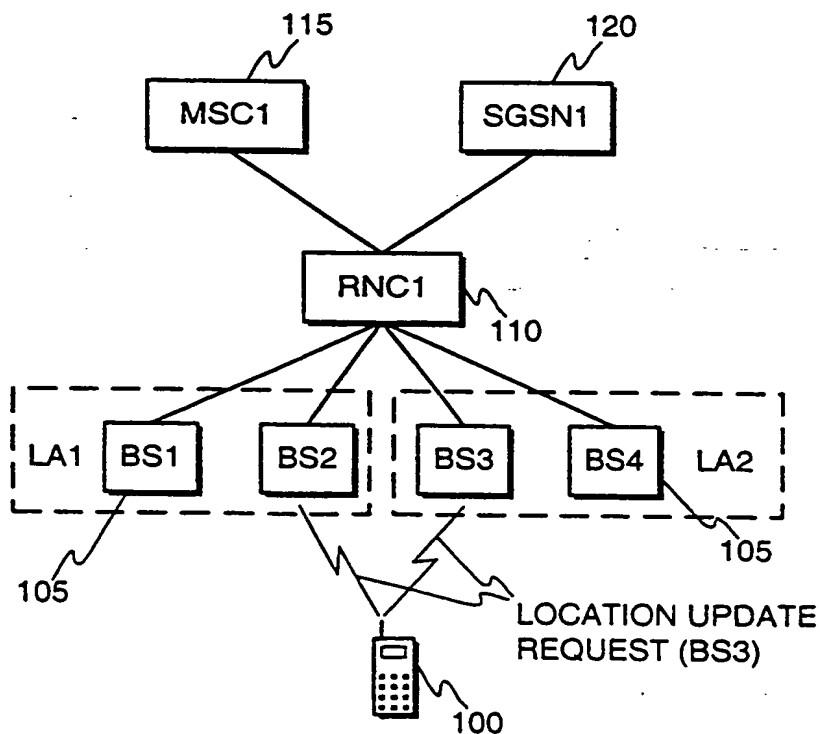 115
120
MSC1
SGSN1
RNC1
110
LA1
BS1
BS2
BS3
BS4
LA2
105
105
LOCATION UPDATE
REQUEST (BS3)
100